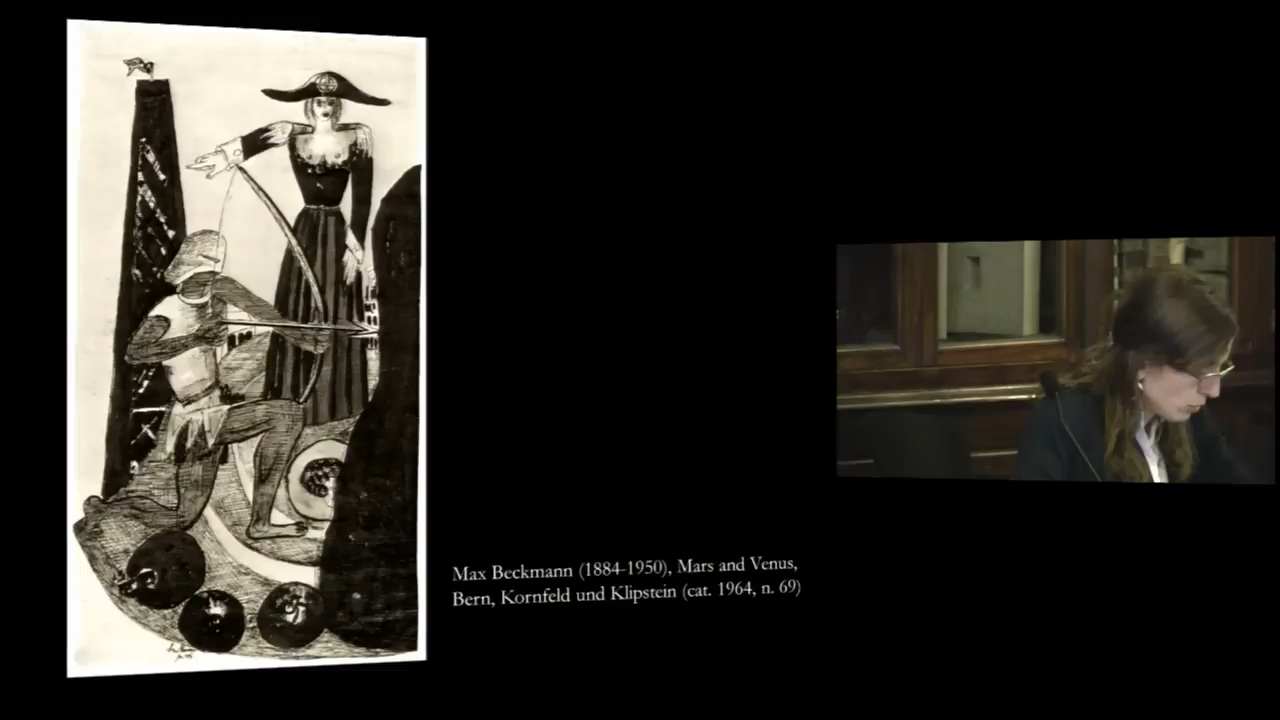 Max Beckmann (1884-1950), Mars and Venus,
Bern, Kornfeld und Klipstein (cat. 1964, n. 69)